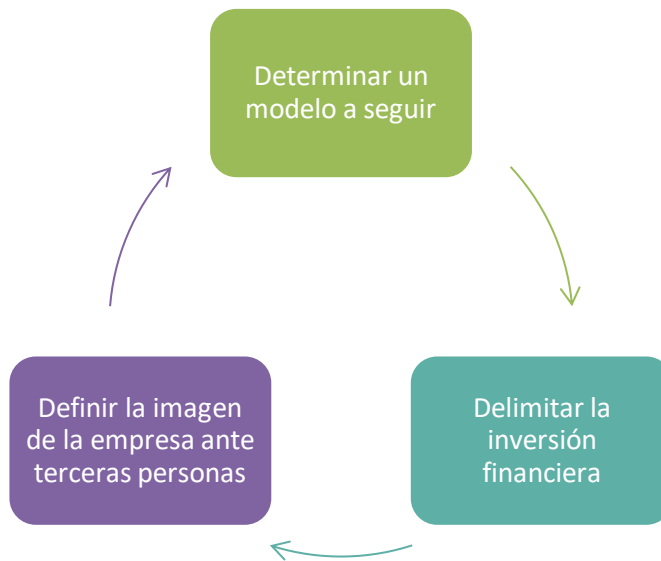 Determinar un
modelo a seguir
Delimitar la
inversión
financiera
Definir la imagen
de la empresa ante
terceras personas